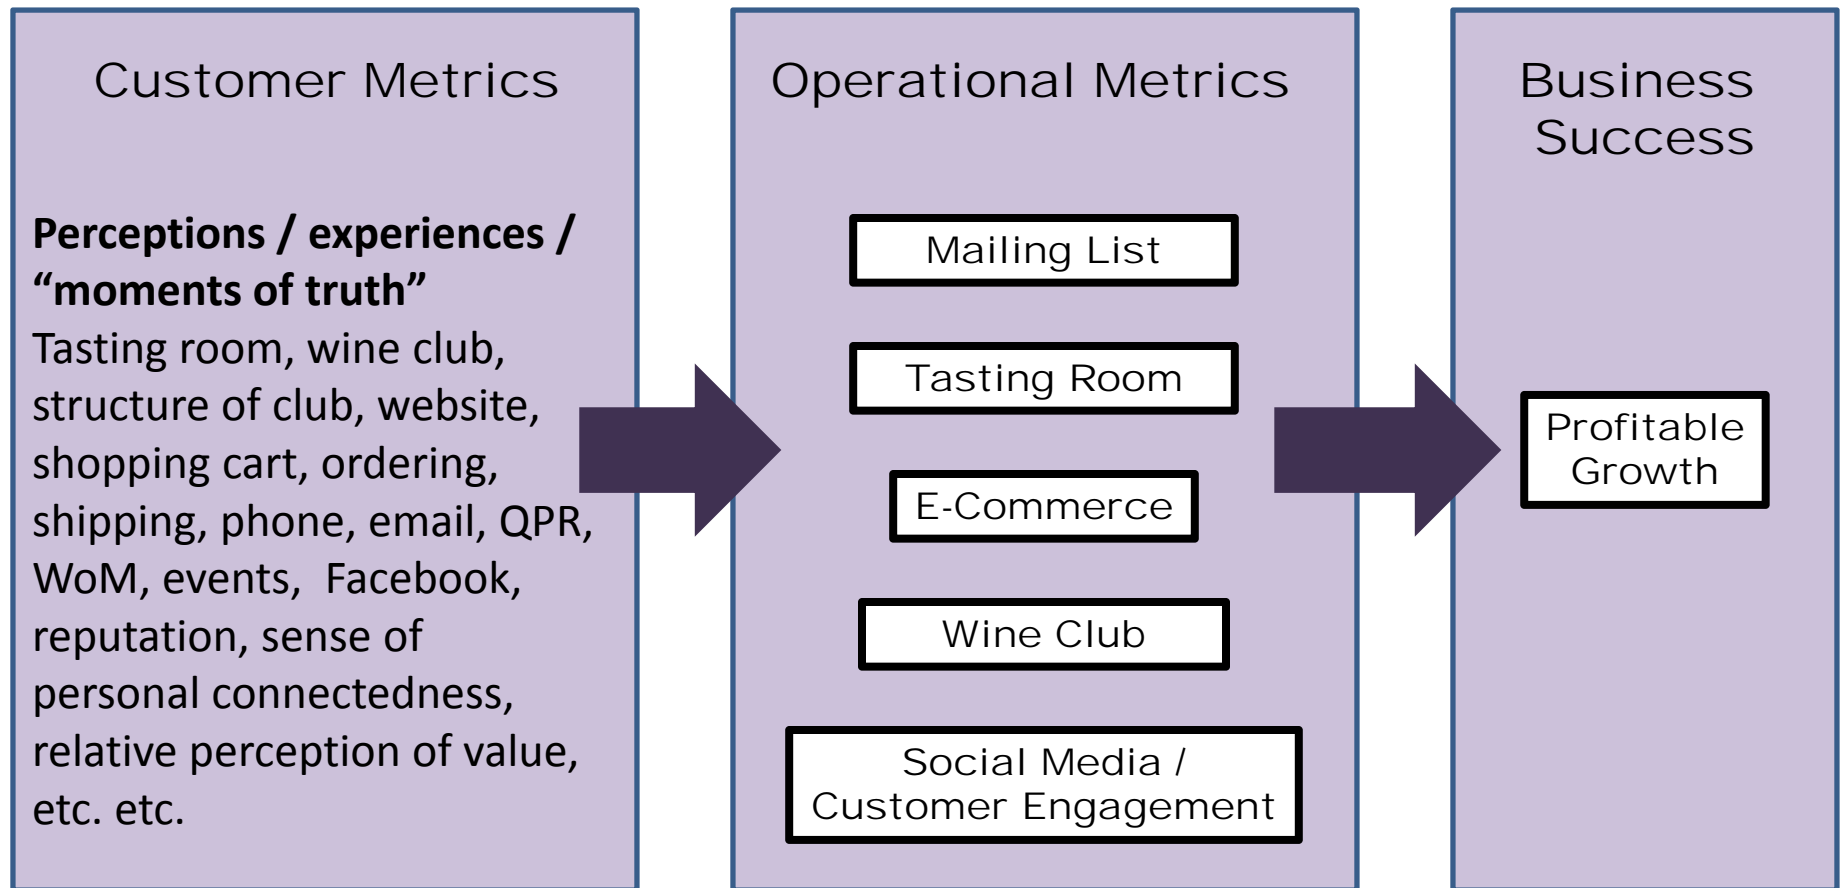 Customer Metrics
Perceptions / experiences /
“moments of truth”
Tasting room, wine club,
structure of club, website,
shopping cart, ordering,
shipping, phone, email, QPR,
WoM, events,  Facebook,
reputation, sense of
personal connectedness,
relative perception of value,
etc. etc.
Operational Metrics
Mailing List
Tasting Room
E-Commerce
Wine Club
Social Media /
Customer Engagement
Business
Success
Profitable
Growth